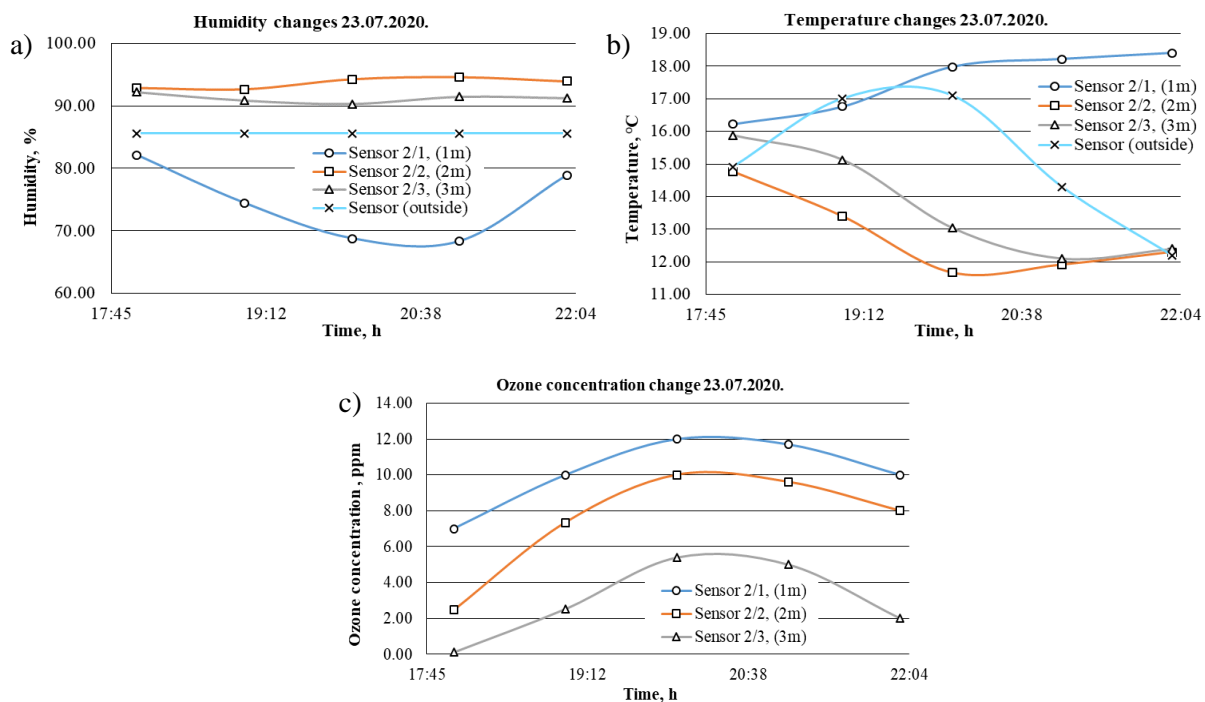 a)
Humidity changes 23.07.2020.
100.00
90.00
80.00
70.00
60.00
Humidity, %
Sensor 2/1, (1m)
Sensor 2/2, (2m)
Sensor 2/3, (3m)
Sensor (outside)
17:45 19:12 20:38 22:04
Time, h
b)
Temperature changes 23.07.2020.
19.00
18.00
17.00
16.00
15.00
14.00
13.00
12.00
11.00
Temperature, °C
Sensor 2/1, (1m)
Sensor 2/2, (2m)
Sensor 2/3, (3m)
Sensor (outside)
17:45 19:12 20:38 22:04
Time, h
c)
Ozone concentration change 23.07.2020.
14.00
12.00
10.00
8.00
6.00
4.00
2.00
0.00
Ozone concentration , ppm
Sensor 2/1, (1m)
Sensor 2/2, (2m)
Sensor 2/3, (3m)
17:45 19:12 20:38 22:04
Time, h